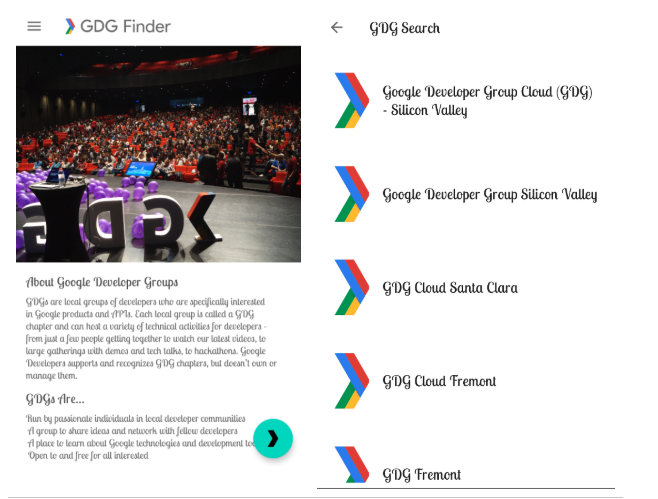 GDG Finder
About Google Developer Groups
GDGs are local groups of developers who are specifically interested
in Google products and APIs. Each local group is called a GDG
chapter and can host a variety of technical activities for developers -
from just a few people getting together to watch our latest videos, to
large gatherings with demos and tech talks, to hackathons. Google
Developers supports and recognizes GDG chapters, but doesn't own or
manage them.
GDGs Are...
Run by passionate individuals in local developer communities
A group to share ideas and network with fellow developers
A place to learn about Google technologies and development
Open to and free for all interested
GDG Search
Google Developer Group Cloud (GDG)
- Silicon Valley
Google Developer Group Silicon Valley
GDG Cloud Santa Clara
GDG Cloud Fremont
GDG Fremont